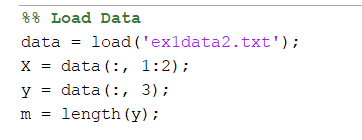 %% Load Data
data = load('ex1data2.txt');
X = data(:, 1:2);
y = data(:, 3);
m = length(y);